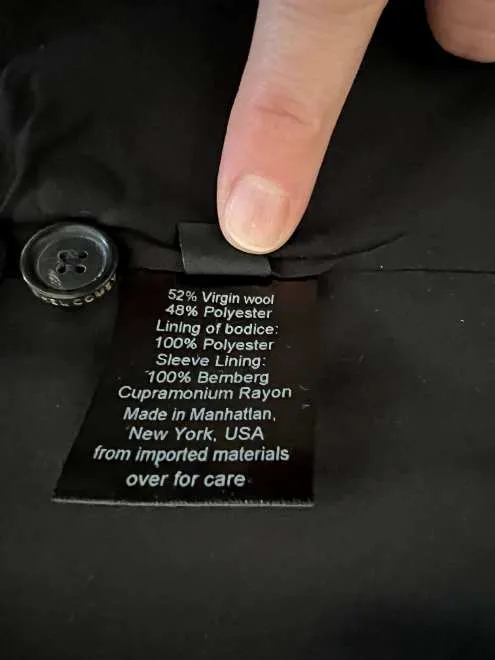 52% Virgin wool
48% Polyester
Lining of bodice:
100% Polyester
Sleeve Lining:
100% Bemberg
Cupramonium Rayon
Made in Manhattan,
New York, USA
from imported materials
over for care